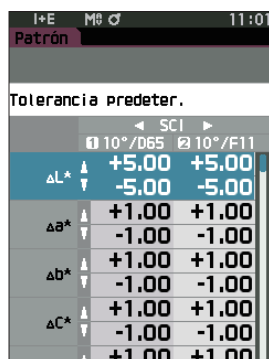 I+E M 11:01
Patrón
Tolerancia predeter.
◄ SCI ►
1 10°/D65 2 10°/F11
ΔL* +5.00 +5.00
-5.00 -5.00
Δa* +1.00 +1.00
-1.00 -1.00
Δb* +1.00 +1.00
-1.00 -1.00
ΔC* +1.00 +1.00
-1.00 -1.00
+1.00 +1.00